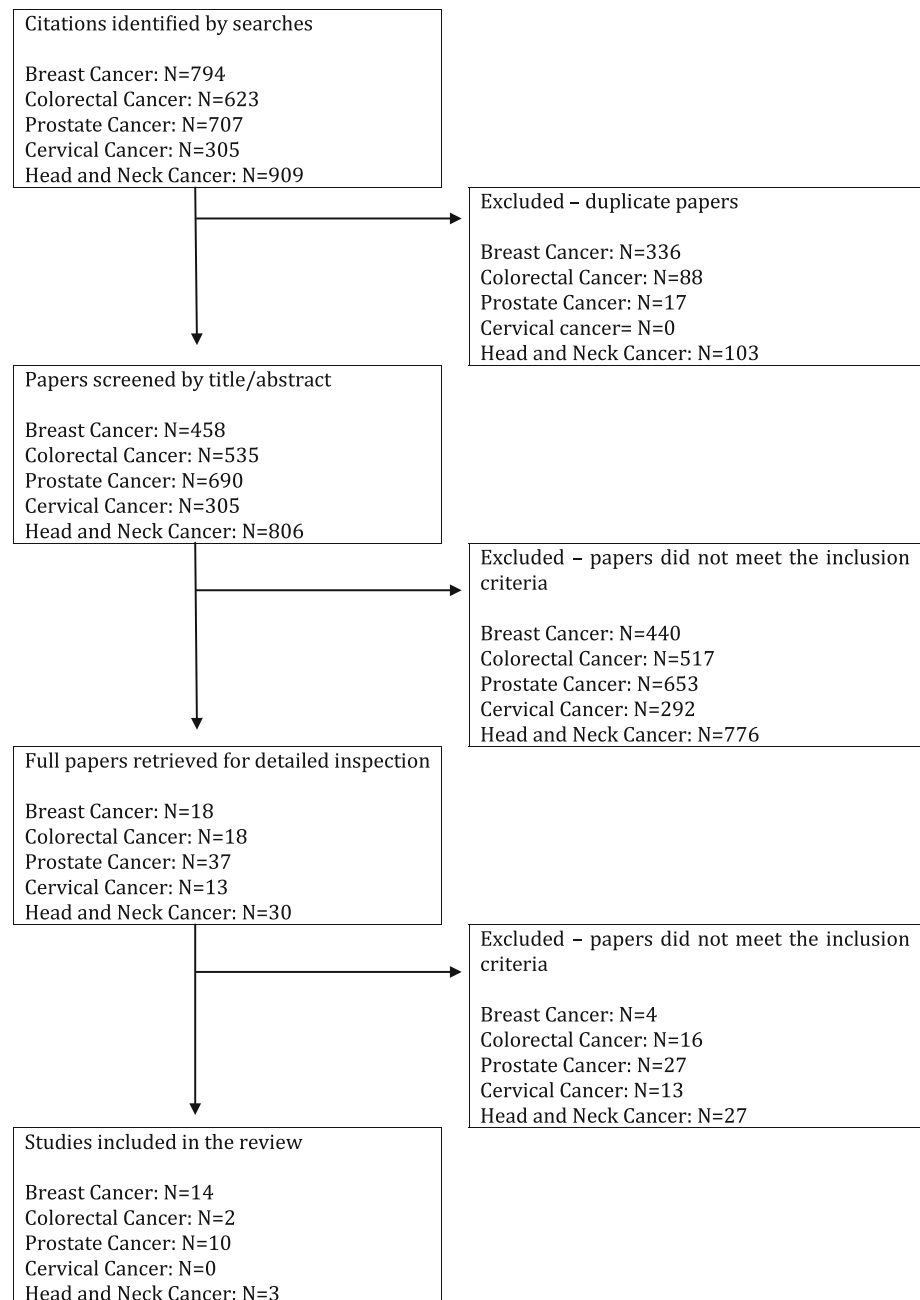 Citations identified by searches
Breast Cancer: N=794
Colorectal Cancer: N=623
Prostate Cancer: N=707
Cervical Cancer: N=305
Head and Neck Cancer: N=909
Excluded – duplicate papers
Breast Cancer: N=336
Colorectal Cancer: N=88
Prostate Cancer: N=17
Cervical cancer= N=0
Head and Neck Cancer: N=103
Papers screened by title/abstract
Breast Cancer: N=458
Colorectal Cancer: N=535
Prostate Cancer: N=690
Cervical Cancer: N=305
Head and Neck Cancer: N=806
Excluded – papers did not meet the inclusion
criteria
Breast Cancer: N=440
Colorectal Cancer: N=517
Prostate Cancer: N=653
Cervical Cancer: N=292
Head and Neck Cancer: N=776
Full papers retrieved for detailed inspection
Breast Cancer: N=18
Colorectal Cancer: N=18
Prostate Cancer: N=37
Cervical Cancer: N=13
Head and Neck Cancer: N=30
Excluded – papers did not meet the inclusion
criteria
Breast Cancer: N=4
Colorectal Cancer: N=16
Prostate Cancer: N=27
Cervical Cancer: N=13
Head and Neck Cancer: N=27
Studies included in the review
Breast Cancer: N=14
Colorectal Cancer: N=2
Prostate Cancer: N=10
Cervical Cancer: N=0
Head and Neck Cancer: N=3